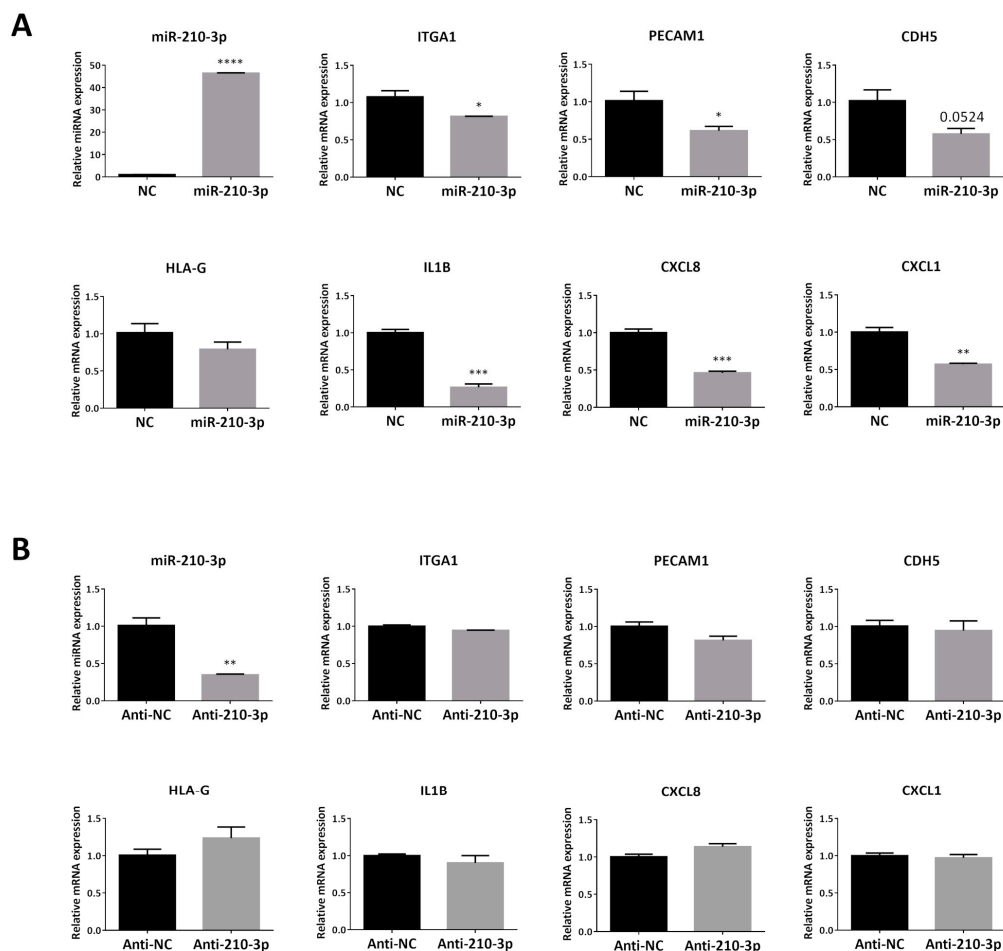 A
miR-210-3p
Relative miRNA expression
50
40
30
20
10
0
****
NC miR-210-3p
ITGA1
Relative mRNA expression
1.5
1.0
0.5
0.0
*
NC miR-210-3p
PECAM1
Relative mRNA expression
1.5
1.0
0.5
0.0
*
NC miR-210-3p
CDH5
Relative mRNA expression
1.5
1.0
0.5
0.0
0.0524
NC miR-210-3p
HLA-G
Relative mRNA expression
1.5
1.0
0.5
0.0
NC miR-210-3p
IL1B
Relative mRNA expression
1.5
1.0
0.5
0.0
***
NC miR-210-3p
CXCL8
Relative mRNA expression
1.5
1.0
0.5
0.0
***
NC miR-210-3p
CXCL1
Relative mRNA expression
1.5
1.0
0.5
0.0
**
NC miR-210-3p
B
miR-210-3p
Relative miRNA expression
1.5
1.0
0.5
0.0
**
Anti-NC Anti-210-3p
ITGA1
Relative mRNA expression
1.5
1.0
0.5
0.0
Anti-NC Anti-210-3p
PECAM1
Relative mRNA expression
1.5
1.0
0.5
0.0
Anti-NC Anti-210-3p
CDH5
Relative mRNA expression
1.5
1.0
0.5
0.0
Anti-NC Anti-210-3p
HLA-G
Relative mRNA expression
1.5
1.0
0.5
0.0
Anti-NC Anti-210-3p
IL1B
Relative mRNA expression
1.5
1.0
0.5
0.0
Anti-NC Anti-210-3p
CXCL8
Relative mRNA expression
1.5
1.0
0.5
0.0
Anti-NC Anti-210-3p
CXCL1
Relative mRNA expression
1.5
1.0
0.5
0.0
Anti-NC Anti-210-3p